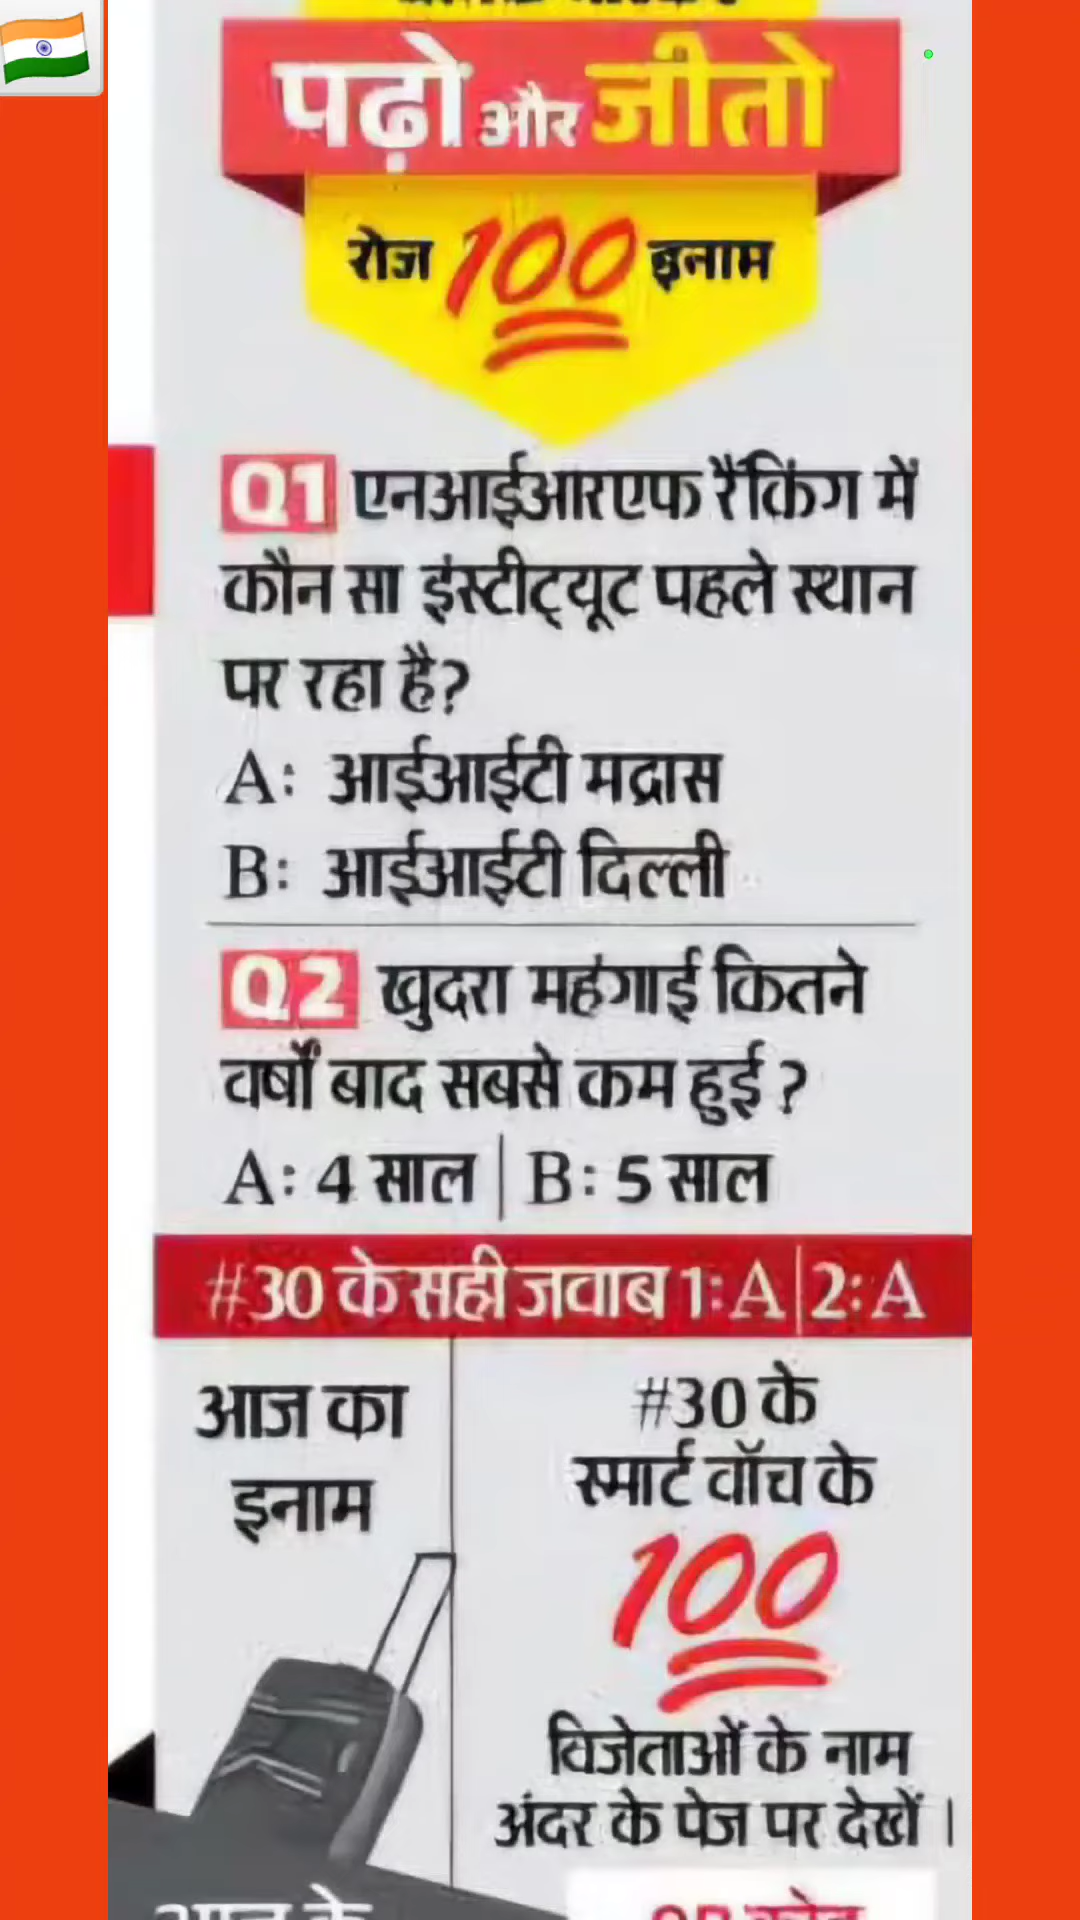 पढ़ो और जीतो
रोज 100 इनाम
Q1 एनआईआरएफ रैंकिंग में
कौन सा इंस्टीट्यूट पहले स्थान
पर रहा है?
A: आईआईटी मद्रास
B: आईआईटी दिल्ली
Q2 खुदरा महंगाई कितने
वर्षों बाद सबसे कम हुई ?
A: 4 साल | B: 5 साल
#30 के सही जवाब 1: A | 2: A
आज का
इनाम
#30 के
स्मार्ट वॉच के
100
विजेताओं के नाम
अंदर के पेज पर देखें ।